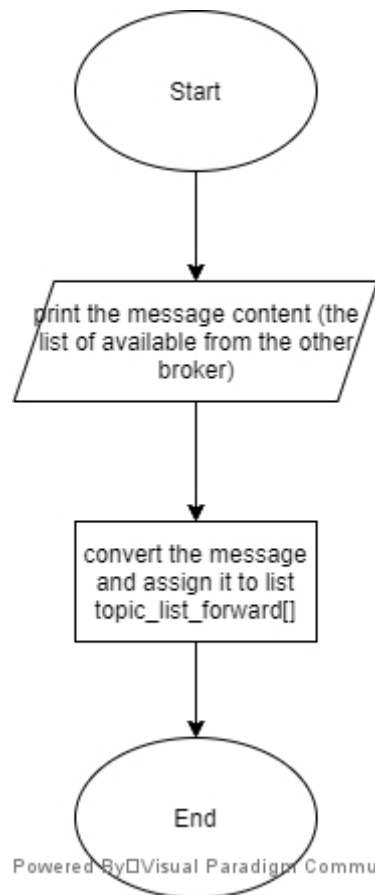 Start
print the message content (the
list of available from the other
broker)
convert the message
and assign it to list
topic_list_forward[]
End
Powered By□Visual Paradigm Commu